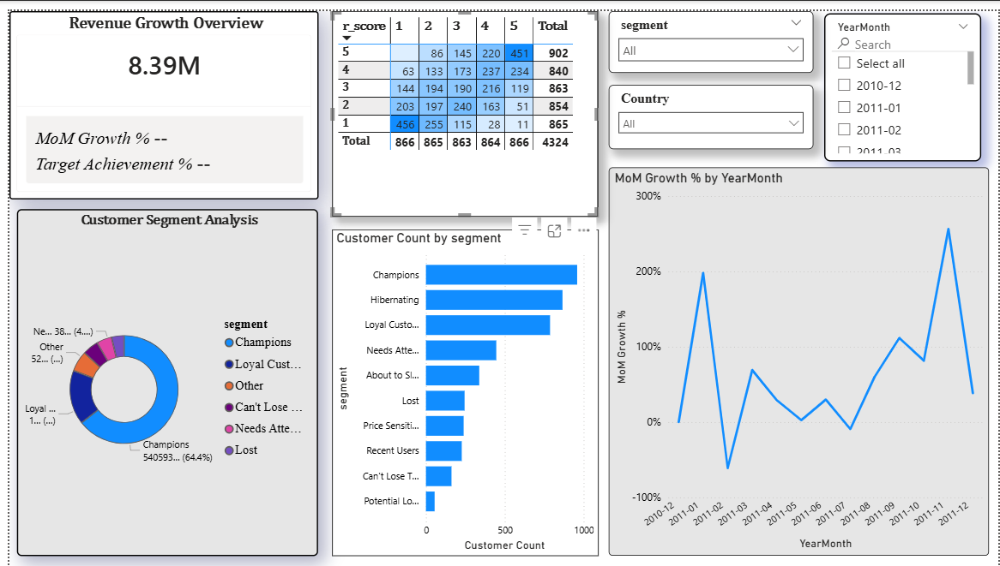 Revenue Growth Overview
8.39M
MoM Growth % --
Target Achievement % --
r_score 1 2 3 4 5 Total
5 86 145 220 451 902
4 63 133 173 237 234 840
3 144 194 190 216 119 863
2 203 197 240 163 51 854
1 456 255 115 28 11 865
Total 866 865 863 864 866 4324
segment
All
Country
All
YearMonth
Search
Select all
2010-12
2011-01
2011-02
2011-03
Customer Segment Analysis
Ne... 38... (4....)
Other
52... (...)
Loyal ...
1... (...)
Champions
540593... (64.4%)
segment
Champions
Loyal Cust...
Other
Can't Lose ...
Needs Atte...
Lost
Customer Count by segment
segment
Champions
Hibernating
Loyal Custo...
Needs Atte...
About to Sl...
Lost
Price Sensiti...
Recent Users
Can't Lose T...
Potential Lo...
0 500 1000
Customer Count
MoM Growth % by YearMonth
MoM Growth %
300%
200%
100%
0%
-100%
2010-12 2011-01 2011-02 2011-03 2011-04 2011-05 2011-06 2011-07 2011-08 2011-09 2011-10 2011-11 2011-12
YearMonth